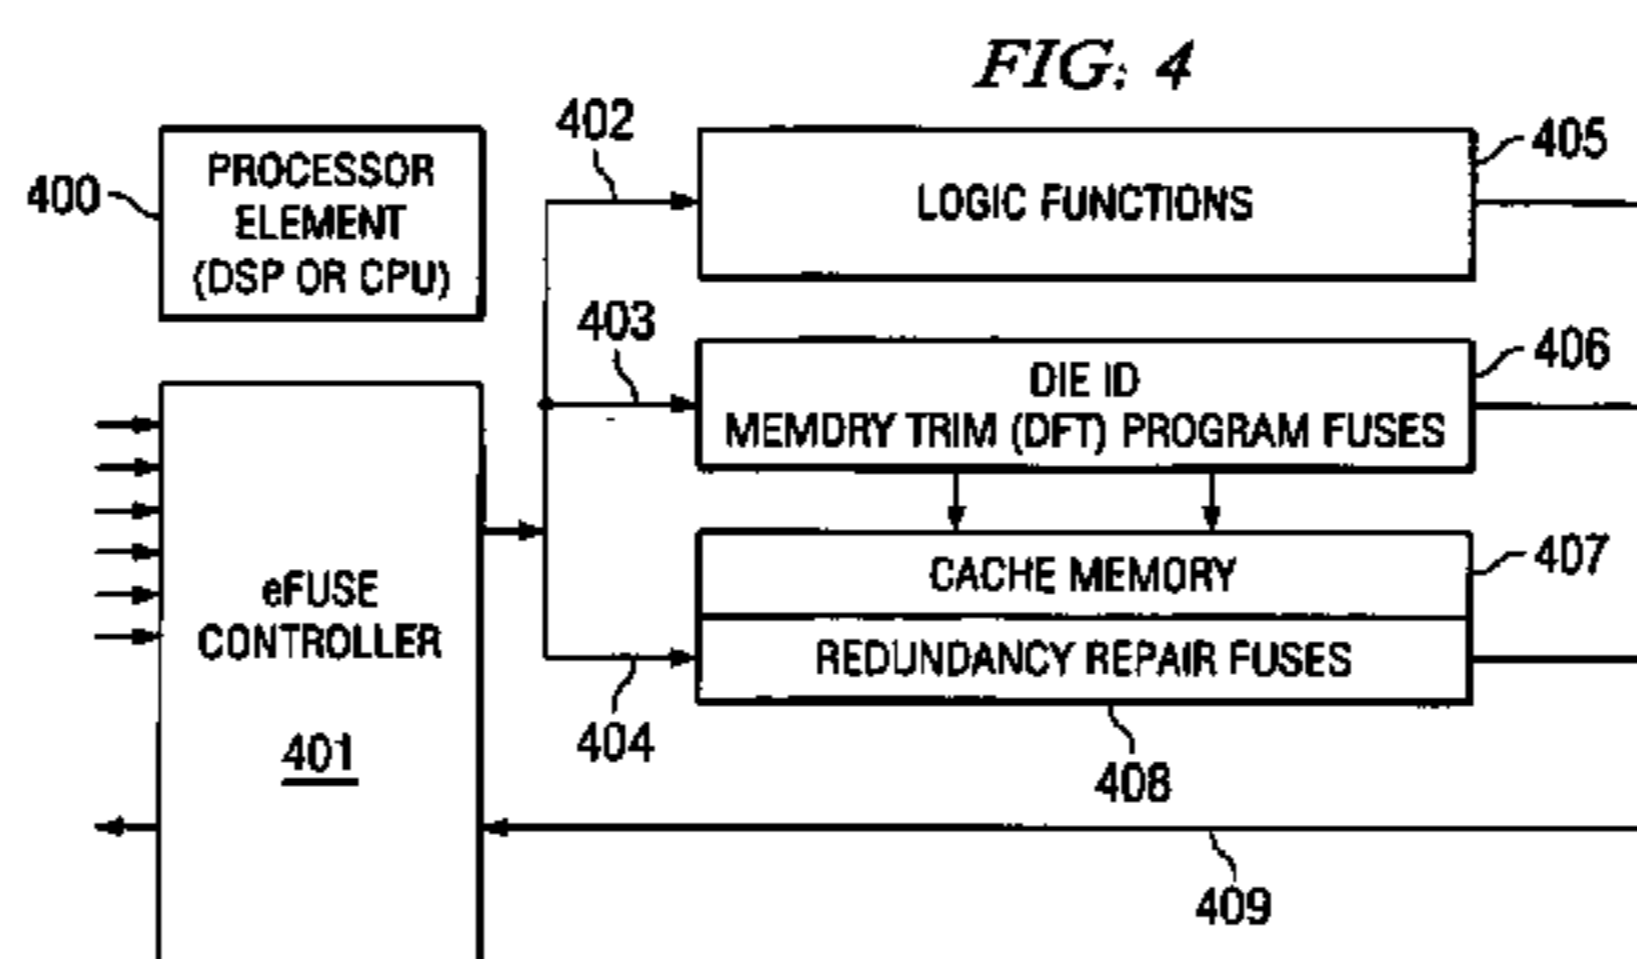 FIG. 4
402
405
400
PROCESSOR
ELEMENT
(DSP OR CPU)
LOGIC FUNCTIONS
403
406
DIE ID
MEMORY TRIM (DFT) PROGRAM FUSES
407
CACHE MEMORY
REDUNDANCY REPAIR FUSES
eFUSE
CONTROLLER
401
404
408
409